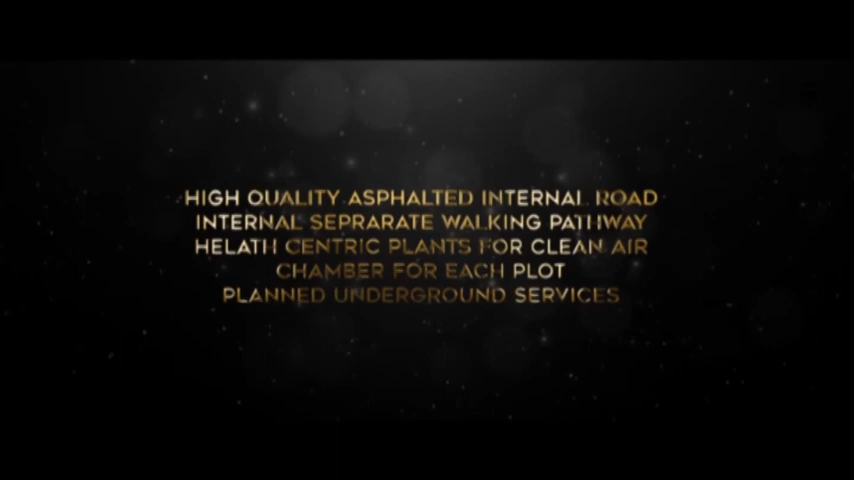 HIGH QUALITY ASPHALTED INTERNAL ROAD
INTERNAL SEPRARATE WALKING PATHWAY
HELATH CENTRIC PLANTS FOR CLEAN AIR
CHAMBER FOR EACH PLOT
PLANNED UNDERGROUND SERVICES